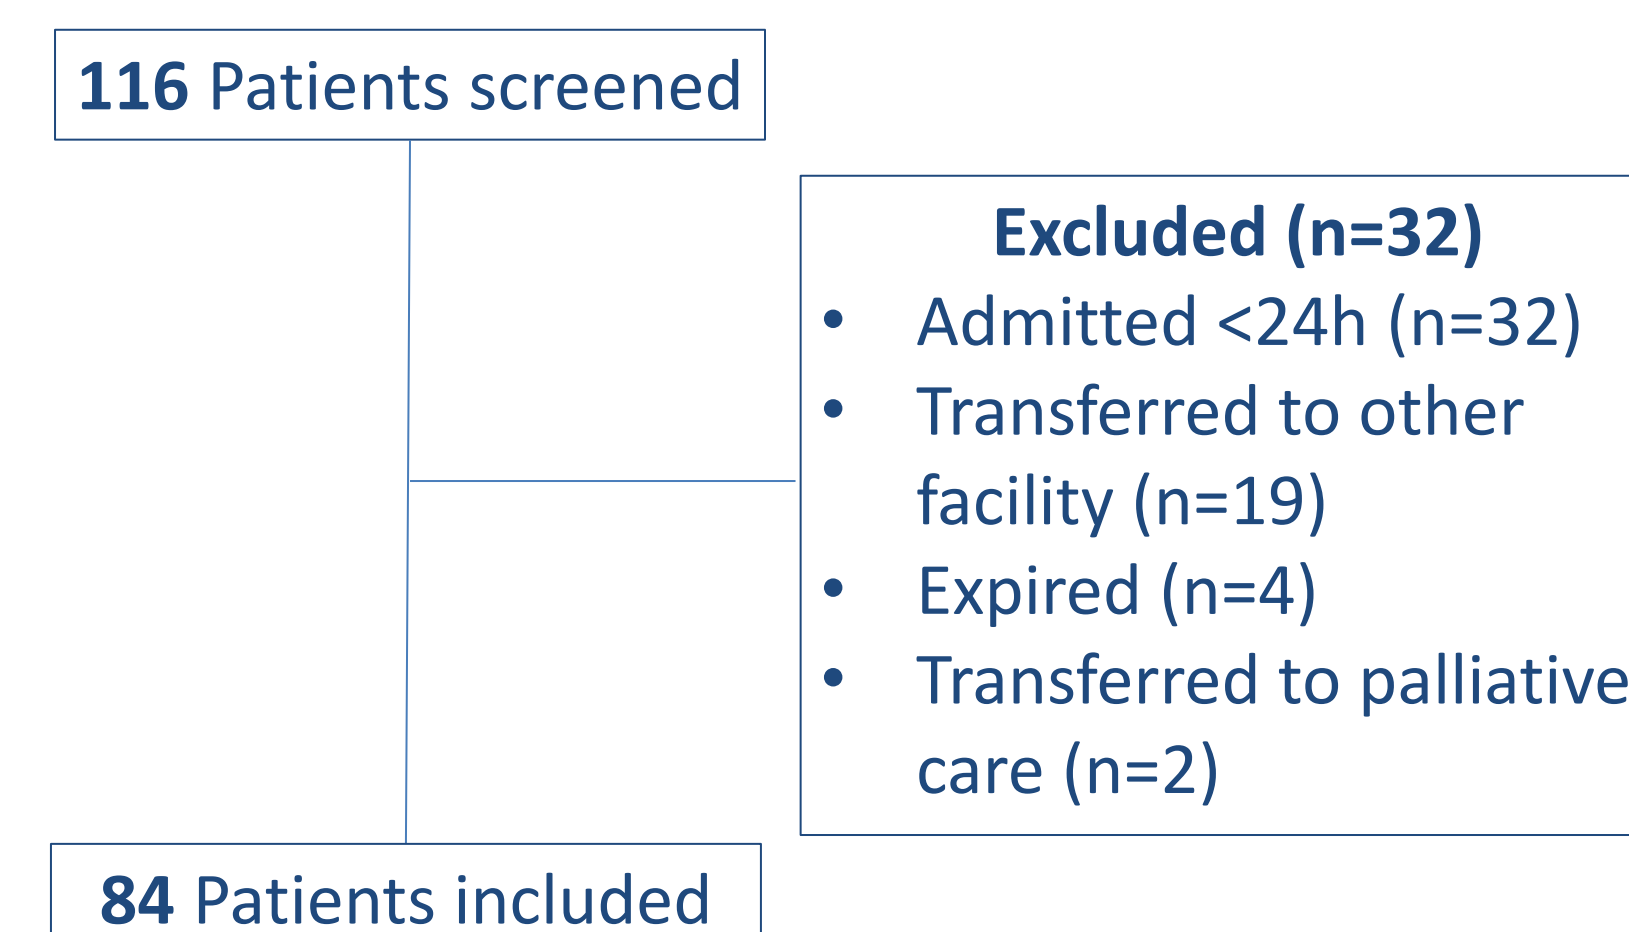 116 Patients screened
Excluded (n=32)
• Admitted <24h (n=32)
• Transferred to other
facility (n=19)
• Expired (n=4)
• Transferred to palliative
care (n=2)
84 Patients included